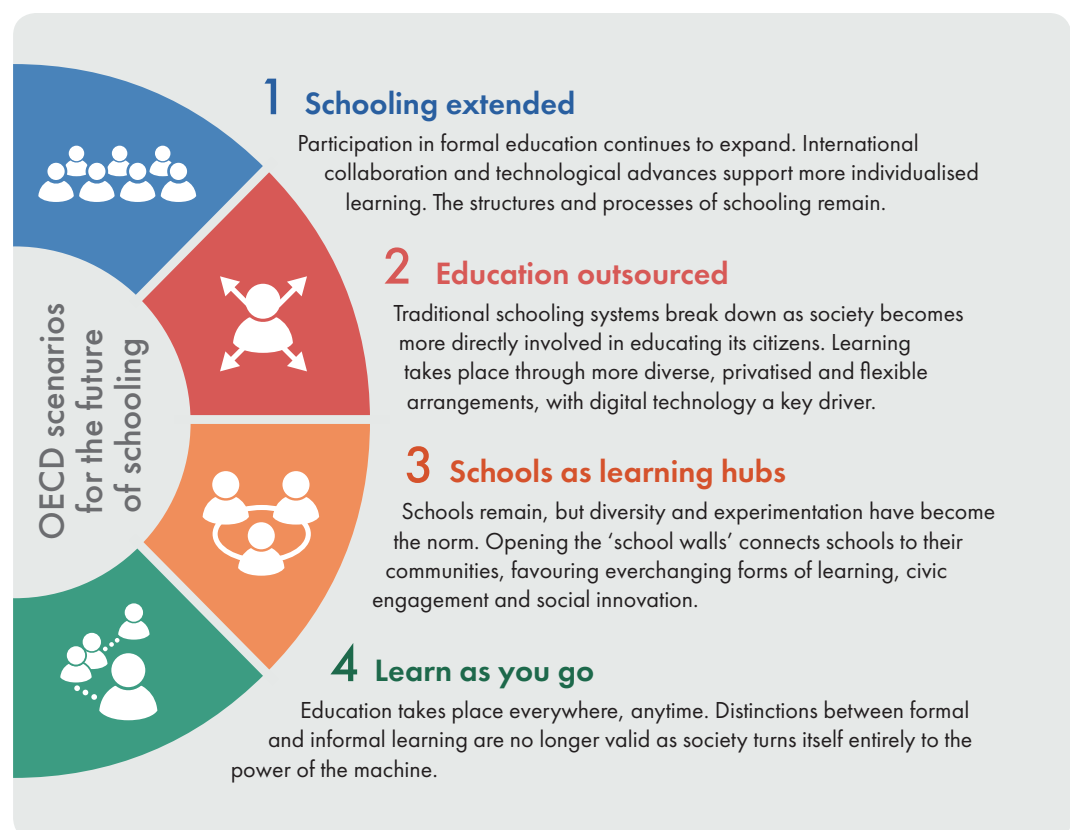 OECD scenarios
for the future
of schooling
1 Schooling extended
Participation in formal education continues to expand. International
collaboration and technological advances support more individualised
learning. The structures and processes of schooling remain.
2 Education outsourced
Traditional schooling systems break down as society becomes
more directly involved in educating its citizens. Learning
takes place through more diverse, privatised and flexible
arrangements, with digital technology a key driver.
3 Schools as learning hubs
Schools remain, but diversity and experimentation have become
the norm. Opening the ‘school walls’ connects schools to their
communities, favouring everchanging forms of learning, civic
engagement and social innovation.
4 Learn as you go
Education takes place everywhere, anytime. Distinctions between formal
and informal learning are no longer valid as society turns itself entirely to the
power of the machine.